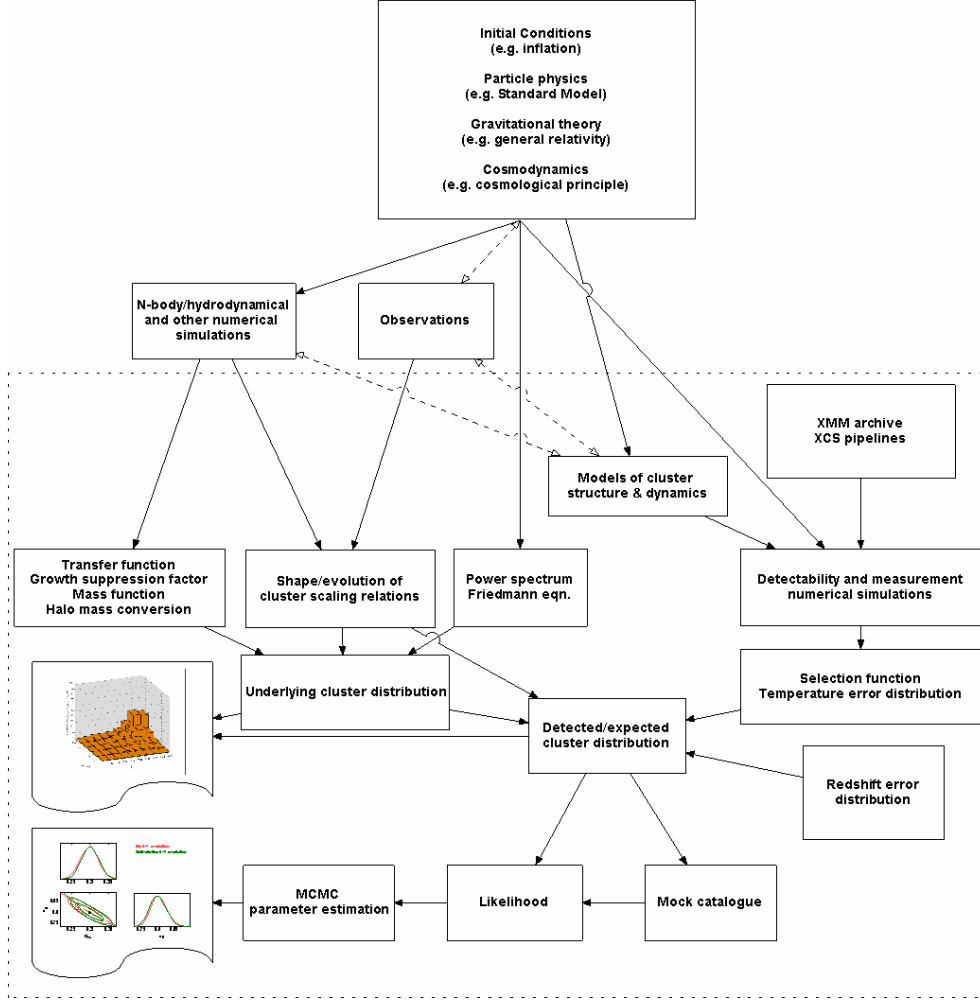 Initial Conditions
(e.g. inflation)
Particle physics
(e.g. Standard Model)
Gravitational theory
(e.g. general relativity)
Cosmodynamics
(e.g. cosmological principle)
N-body/hydrodynamical
and other numerical
simulations
Observations
XMM archive
XCS pipelines
Models of cluster
structure & dynamics
Transfer function
Growth suppression factor
Mass function
Halo mass conversion
Shape/evolution of
cluster scaling relations
Power spectrum
Friedmann eqn.
Detectability and measurement
numerical simulations
Underlying cluster distribution
Selection function
Temperature error distribution
Detected/expected
cluster distribution
Redshift error
distribution
MCMC
parameter estimation
Likelihood
Mock catalogue